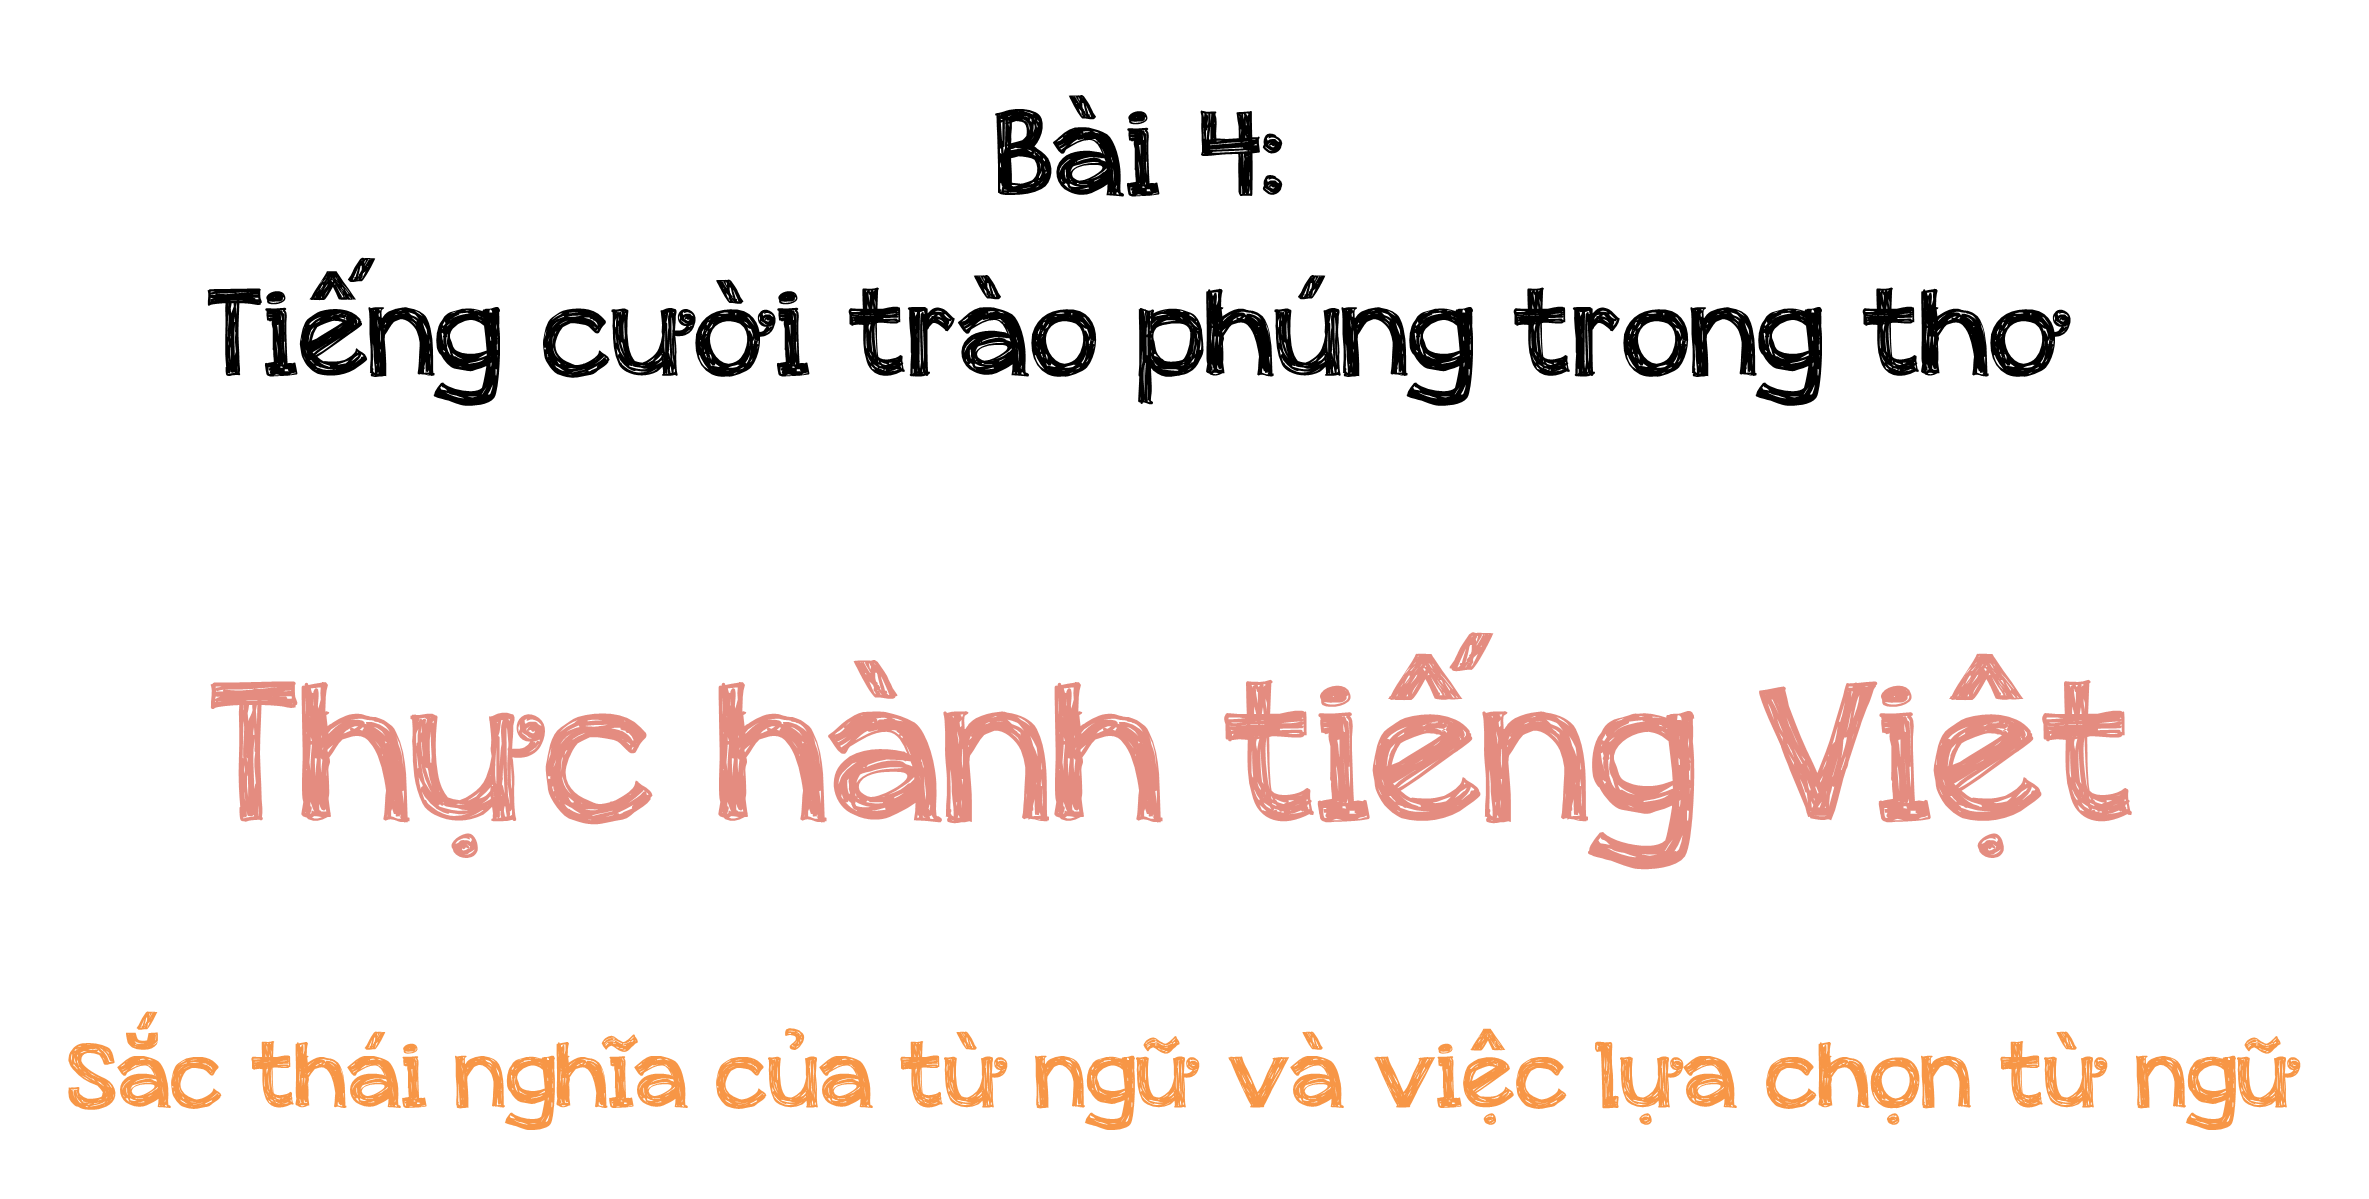 Bài 4:
Tiếng cười trào phúng trong thơ
Thực hành tiếng Việt
Sắc thái nghĩa của từ ngữ và việc lựa chọn từ ngữ